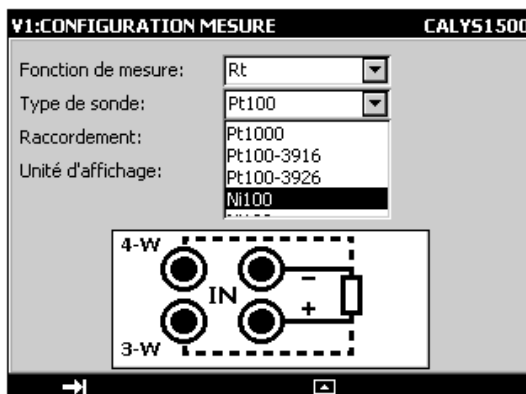 V1:CONFIGURATION MESURE CALYS1500
Fonction de mesure: Rt
Type de sonde: Pt100
Raccordement:
Pt1000
Pt100-3916
Unité d'affichage:
Pt100-3926
Ni100
4-W
IN
-
+
3-W